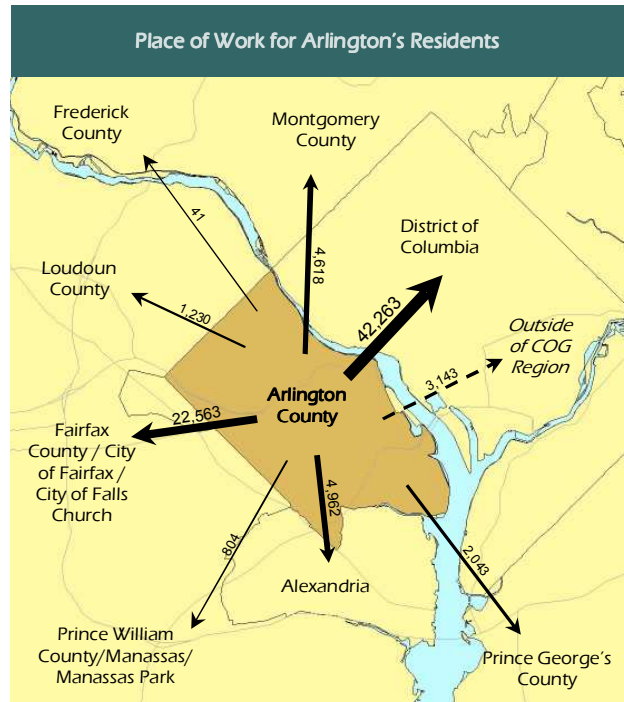 Place of Work for Arlington's Residents
Frederick
County
Montgomery
County
41
4,618
District of
Columbia
Loudoun
County
1,230
42,263
Outside
of COG
Region
3,143
Arlington
County
22,563
Fairfax
County / City
of Fairfax /
City of Falls
Church
4,962
804
2,043
Alexandria
Prince William
County/Manassas/
Manassas Park
Prince George's
County